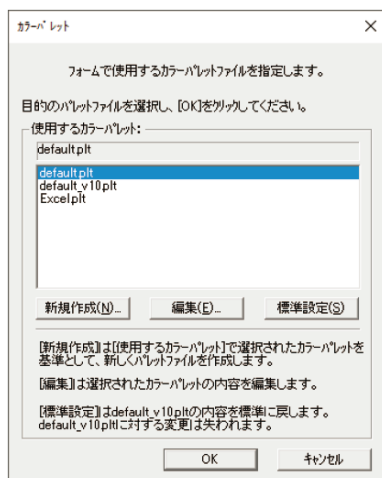 カラーパレット
フォームで使用するカラーパレットファイルを指定します。
目的のパレットファイルを選択し、[OK]をクリックしてください。
使用するカラーパレット:
default.plt
default.plt
default_v10.plt
Excel.plt
新規作成(N)...
編集(E)...
標準設定(S)
[新規作成]は[使用するカラーパレット]で選択されたカラーパレットを
基準として、新しくパレットファイルを作成します。
[編集]は選択されたカラーパレットの内容を編集します。
[標準設定]はdefault_v10.pltの内容を標準に戻します。
default_v10.pltに対する変更は失われます。
OK
キャンセル